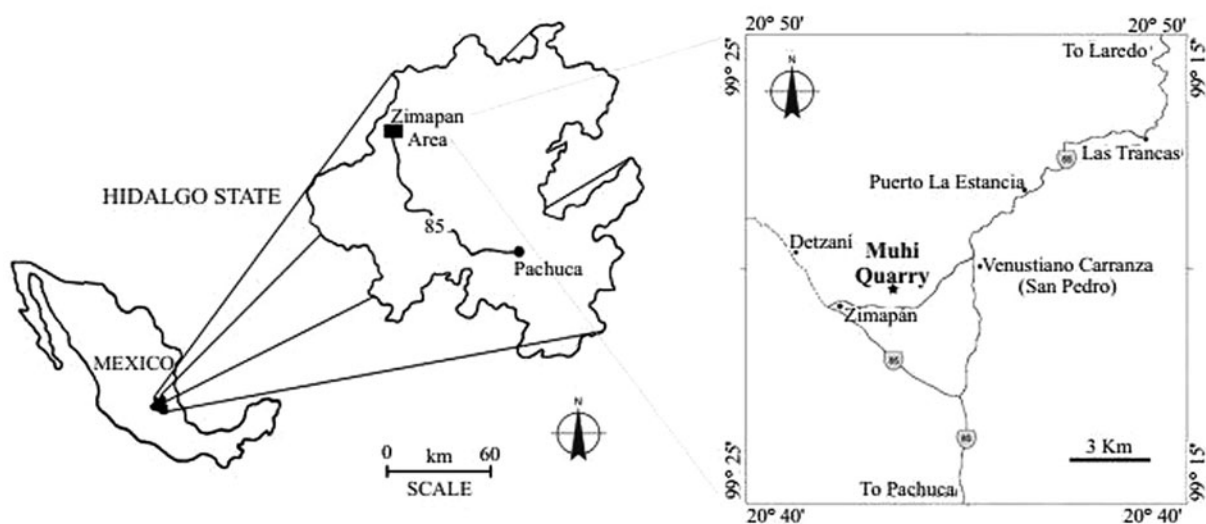 Zimapan
Area
HIDALGO STATE
85
Pachuca
MEXICO
N
0 km 60
SCALE
20° 50'
20° 50'
99° 25'
99° 15'
N
To Laredo
Las Trancas
85
Puerto La Estancia
Detzaní
Muhi
Quarry
Venustiano Carranza
(San Pedro)
Zimapán
85
85
3 Km
99° 25'
99° 15'
To Pachuca
20° 40'
20° 40'